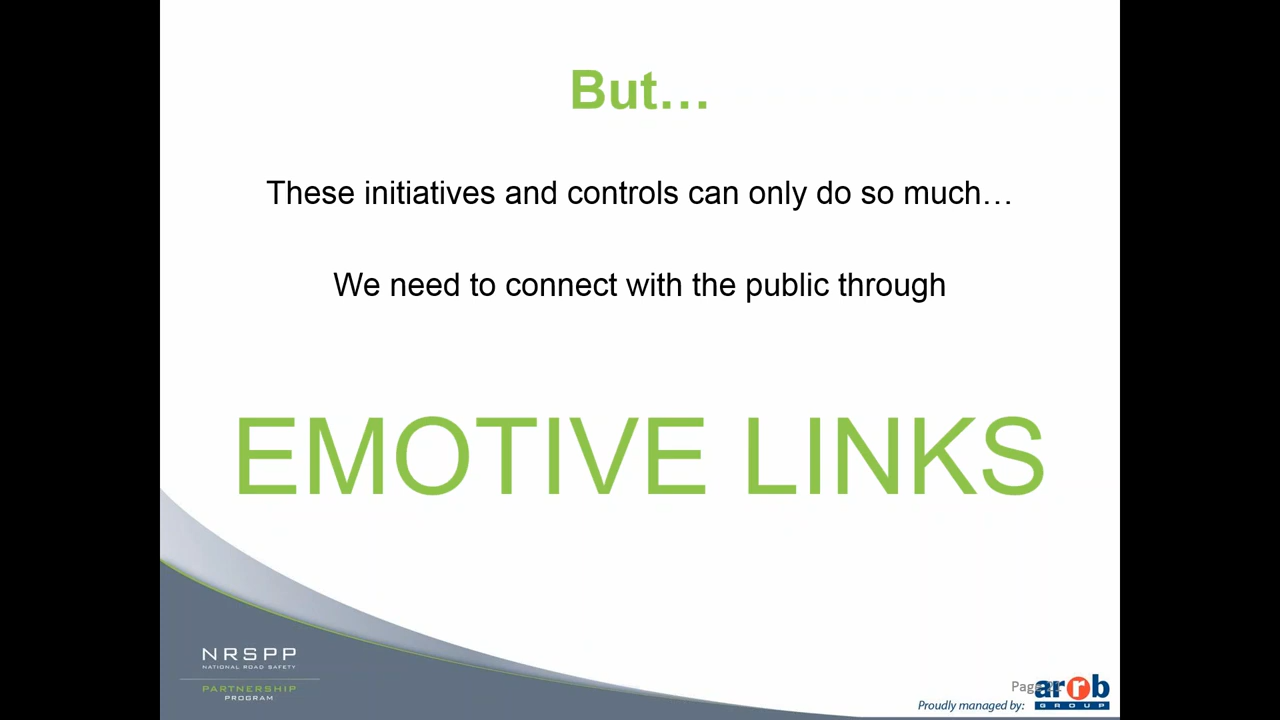 But…
These initiatives and controls can only do so much…
We need to connect with the public through
EMOTIVE LINKS
NRSPP
NATIONAL ROAD SAFETY
PARTNERSHIP
PROGRAM
Page
Proudly managed by:
arrb
GROUP